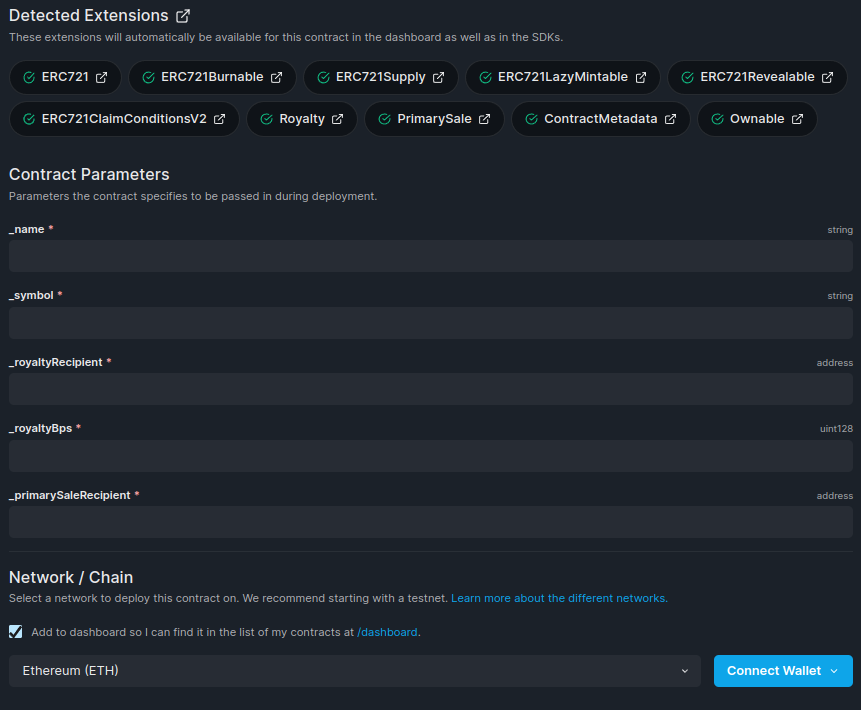 Detected Extensions
These extensions will automatically be available for this contract in the dashboard as well as in the SDKs.
ERC721 ERC721Burnable ERC721Supply ERC721LazyMintable ERC721Revealable
ERC721ClaimConditionsV2 Royalty PrimarySale ContractMetadata Ownable
Contract Parameters
Parameters the contract specifies to be passed in during deployment.
_name * string
_symbol * string
_royaltyRecipient * address
_royaltyBps * uint128
_primarySaleRecipient * address
Network / Chain
Select a network to deploy this contract on. We recommend starting with a testnet. Learn more about the different networks.
Add to dashboard so I can find it in the list of my contracts at /dashboard.
Ethereum (ETH) Connect Wallet